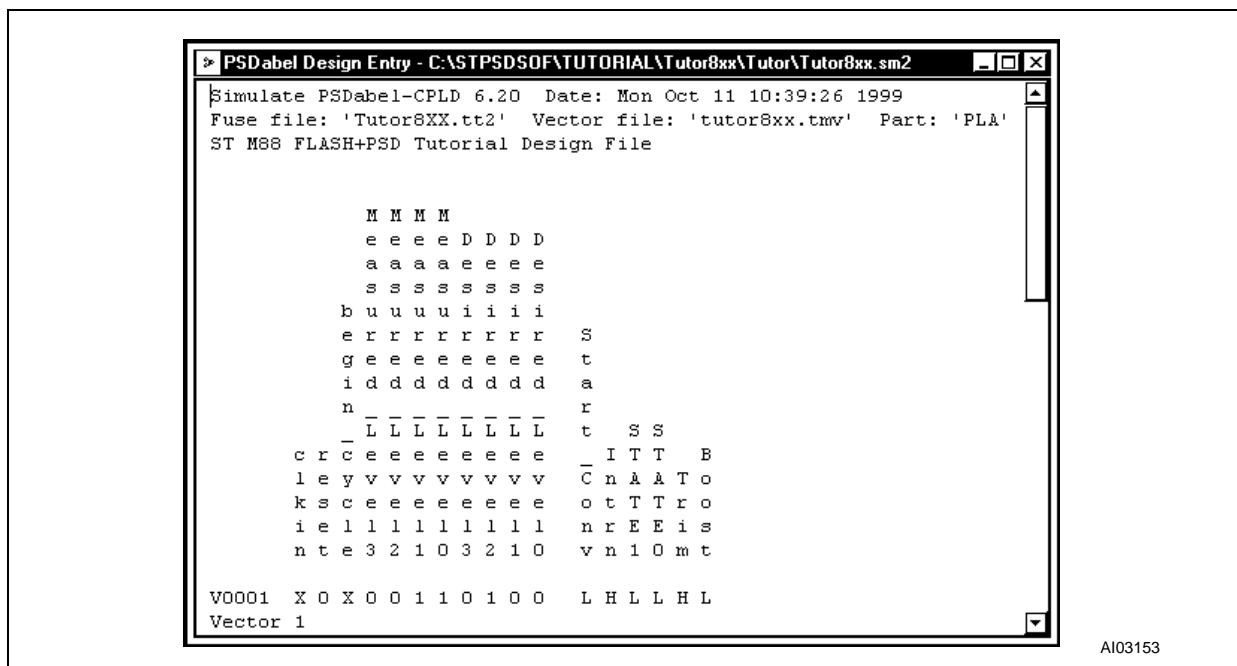 PSDabel Design Entry - C:\STPSDSOF\TUTORIAL\Tutor8xx\Tutor\Tutor8xx.sm2
Simulate PSDabel-CPLD 6.20  Date: Mon Oct 11 10:39:26 1999
Fuse file: 'Tutor8XX.tt2'  Vector file: 'tutor8xx.tmv'  Part: 'PLA'
ST M88 FLASH+PSD Tutorial Design File
             M M M M
             e e e e D D D D
             a a a a e e e e
             s s s s s s s s
           b u u u u i i i i
           e r r r r r r r r   S
           g e e e e e e e e   t
           i d d d d d d d d   a
           n _ _ _ _ _ _ _ _   r
           _ L L L L L L L L   t   S S
       c r c e e e e e e e e   _ I T T   B
       l e y v v v v v v v v   C n A A T o
       k s c e e e e e e e e   o t T T r o
       i e l l l l l l l l l   n r E E i s
       n t e 3 2 1 0 3 2 1 0   v n 1 0 m t
V0001  X 0 X 0 0 1 1 0 1 0 0   L H L L H L
Vector 1
AI03153